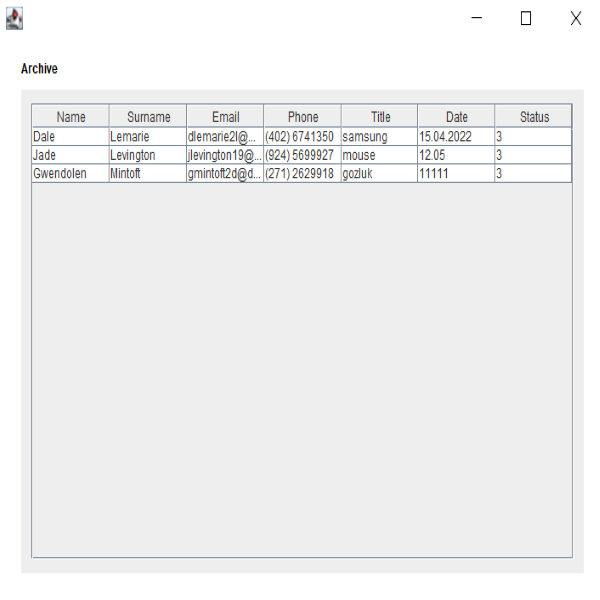 Archive
Name Surname Email Phone Title Date Status
Dale Lemarie dlemarie2l@... (402) 6741350 samsung 15.04.2022 3
Jade Levington jlevington19@... (924) 5699927 mouse 12.05 3
Gwendolen Mintoft gmintoft2d@d... (271) 2629918 gozluk 11111 3